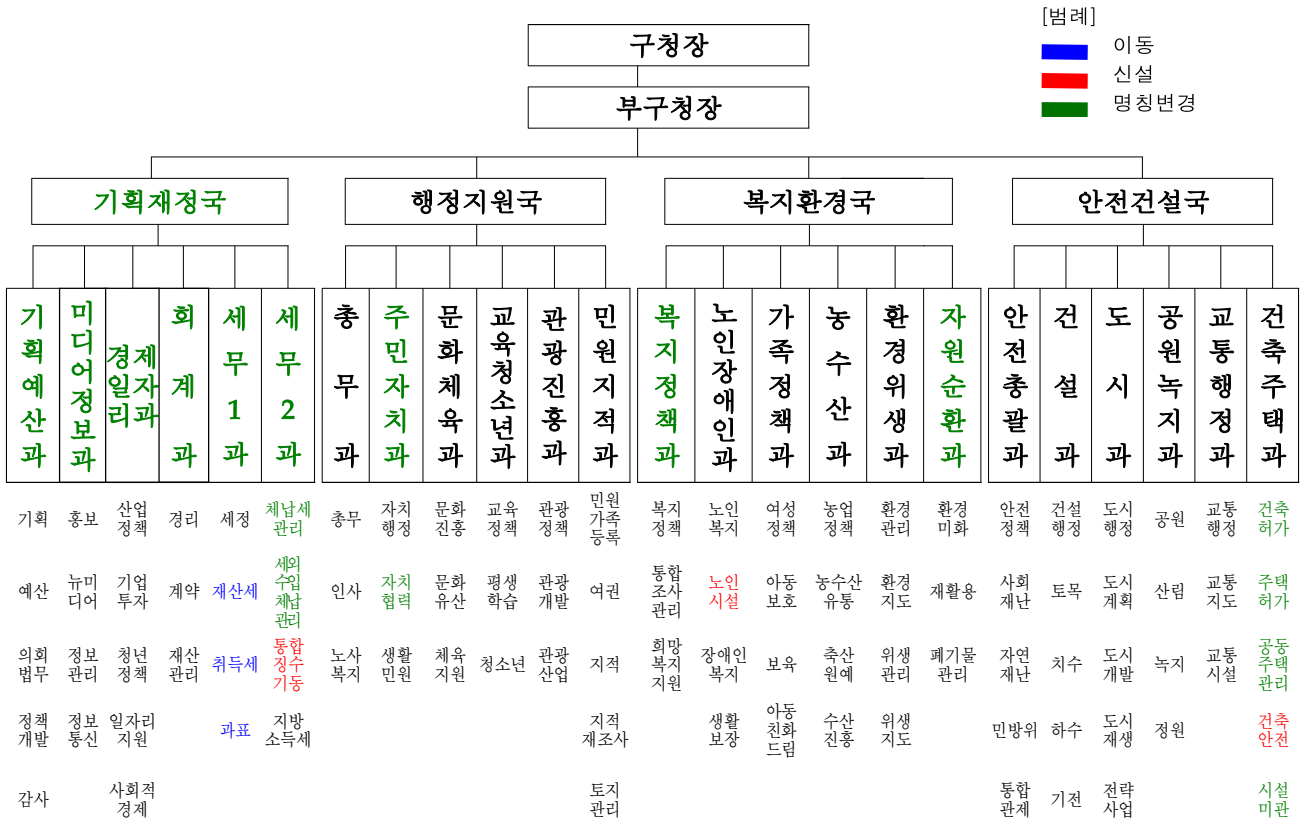 [범례]
이동
신설
명칭변경
구청장
부구청장
기획재정국
행정지원국
복지환경국
안전건설국
기획예산과
미디어정보과
경제
일자
리과
회계과
세무1과
세무2과
총무과
주민자치과
문화체육과
교육청소년과
관광진흥과
민원지적과
복지정책과
노인장애인과
가족정책과
농수산과
환경위생과
자원순환과
안전총괄과
건설과
도시과
공원녹지과
교통행정과
건축주택과
기획
예산
의회
법무
정책
개발
감사
홍보
뉴미
디어
정보
관리
정보
통신
산업
정책
기업
투자
청년
정책
일자리
지원
사회적
경제
경리
계약
재산
관리
세정
재산세
취득세
과표
체납세
관리
세외
수입
체납
관리
통합
징수
기동
지방
소득세
총무
인사
노사
복지
자치
행정
자치
협력
생활
민원
문화
진흥
문화
유산
체육
지원
교육
정책
평생
학습
청소년
관광
정책
관광
개발
관광
산업
민원
가족
등록
여권
지적
지적
재조사
토지
관리
복지
정책
통합
조사
관리
희망
복지
지원
노인
복지
노인
시설
장애인
복지
생활
보장
여성
정책
아동
보호
보육
아동
친화
드림
농업
정책
농수산
유통
축산
원예
수산
진흥
환경
관리
환경
지도
위생
관리
위생
지도
환경
미화
재활용
폐기물
관리
안전
정책
사회
재난
자연
재난
민방위
통합
관제
건설
행정
토목
치수
하수
기전
도시
행정
도시
계획
도시
개발
도시
재생
전략
사업
공원
산림
녹지
정원
교통
행정
교통
지도
교통
시설
건축
허가
주택
허가
공동
주택
관리
건축
안전
시설
미관